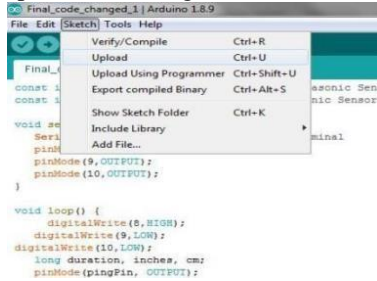 Final_code_changed_1 | Arduino 1.8.9
File Edit Sketch Tools Help
Verify/Compile Ctrl+R
Upload Ctrl+U
Upload Using Programmer Ctrl+Shift+U
Export compiled Binary Ctrl+Alt+S
Show Sketch Folder Ctrl+K
Include Library
Add File...
Final_
const i asonic Sen
const i nic Sensor
void se
Seri minal
pinM
pinMode(9,OUTPUT);
pinMode(10,OUTPUT);
}
void loop() {
digitalWrite(8,HIGH);
digitalWrite(9,LOW);
digitalWrite(10,LOW);
long duration, inches, cm;
pinMode(pingPin, OUTPUT);